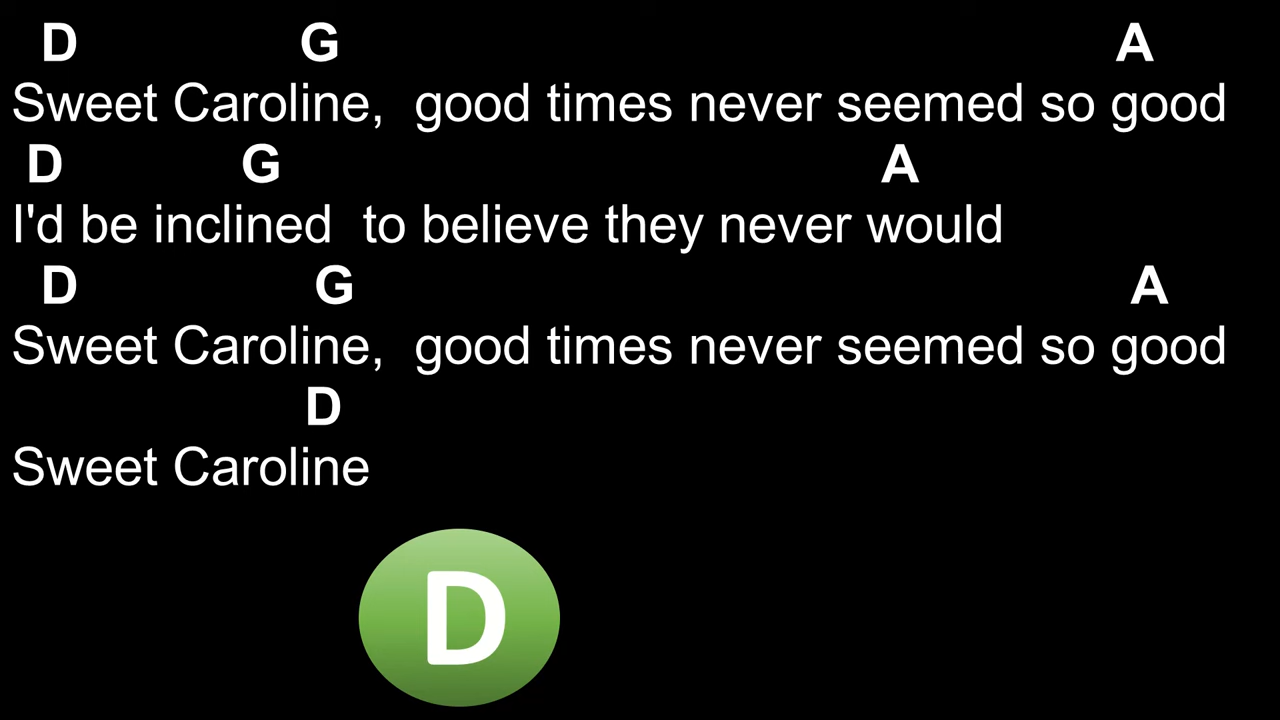 D G A
Sweet Caroline, good times never seemed so good
D G A
I'd be inclined to believe they never would
D G A
Sweet Caroline, good times never seemed so good
D
Sweet Caroline
D